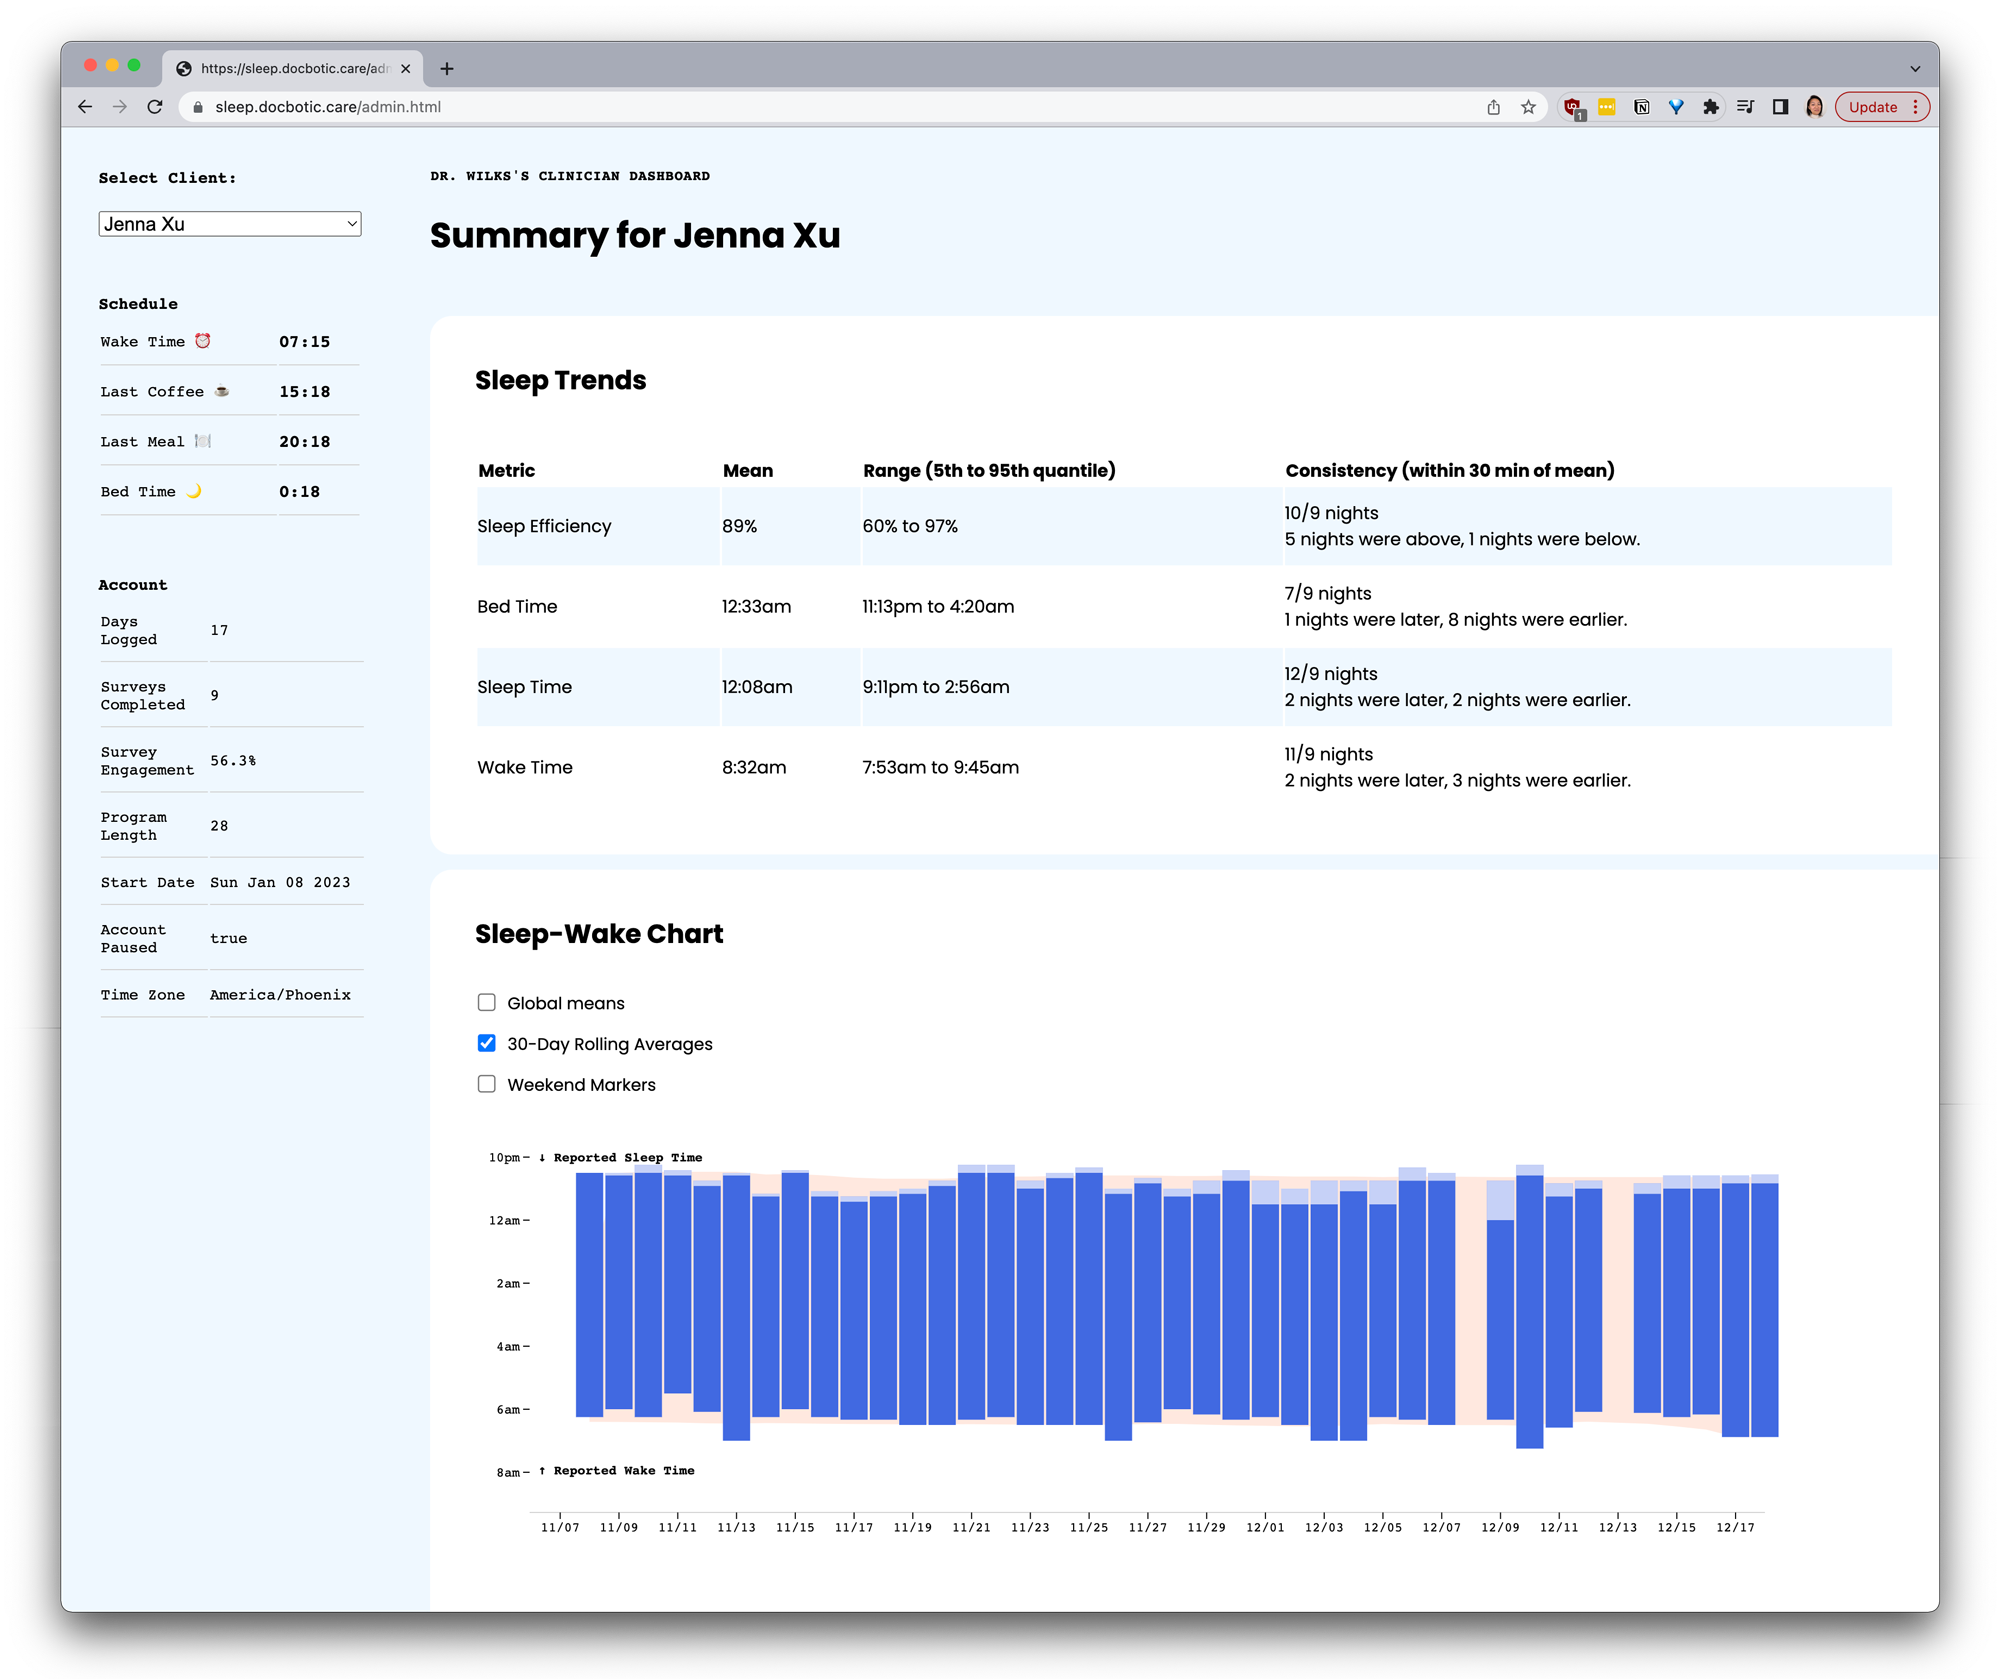 https://sleep.docbotic.care/adm
sleep.docbotic.care/admin.html
1
Update
Select Client:
Jenna Xu
Schedule
Wake Time ⏰ 07:15
Last Coffee ☕ 15:18
Last Meal 🍽 20:18
Bed Time 🌙 0:18
Account
Days
Logged
17
Surveys
Completed
9
Survey
Engagement
56.3%
Program
Length
28
Start Date Sun Jan 08 2023
Account
Paused
true
Time Zone America/Phoenix
DR. WILKS'S CLINICIAN DASHBOARD
Summary for Jenna Xu
Sleep Trends
Metric Mean Range (5th to 95th quantile) Consistency (within 30 min of mean)
Sleep Efficiency 89% 60% to 97% 10/9 nights
5 nights were above, 1 nights were below.
Bed Time 12:33am 11:13pm to 4:20am 7/9 nights
1 nights were later, 8 nights were earlier.
Sleep Time 12:08am 9:11pm to 2:56am 12/9 nights
2 nights were later, 2 nights were earlier.
Wake Time 8:32am 7:53am to 9:45am 11/9 nights
2 nights were later, 3 nights were earlier.
Sleep-Wake Chart
Global means
30-Day Rolling Averages
Weekend Markers
10pm ↓ Reported Sleep Time
12am
2am
4am
6am
8am ↑ Reported Wake Time
11/07 11/09 11/11 11/13 11/15 11/17 11/19 11/21 11/23 11/25 11/27 11/29 12/01 12/03 12/05 12/07 12/09 12/11 12/13 12/15 12/17